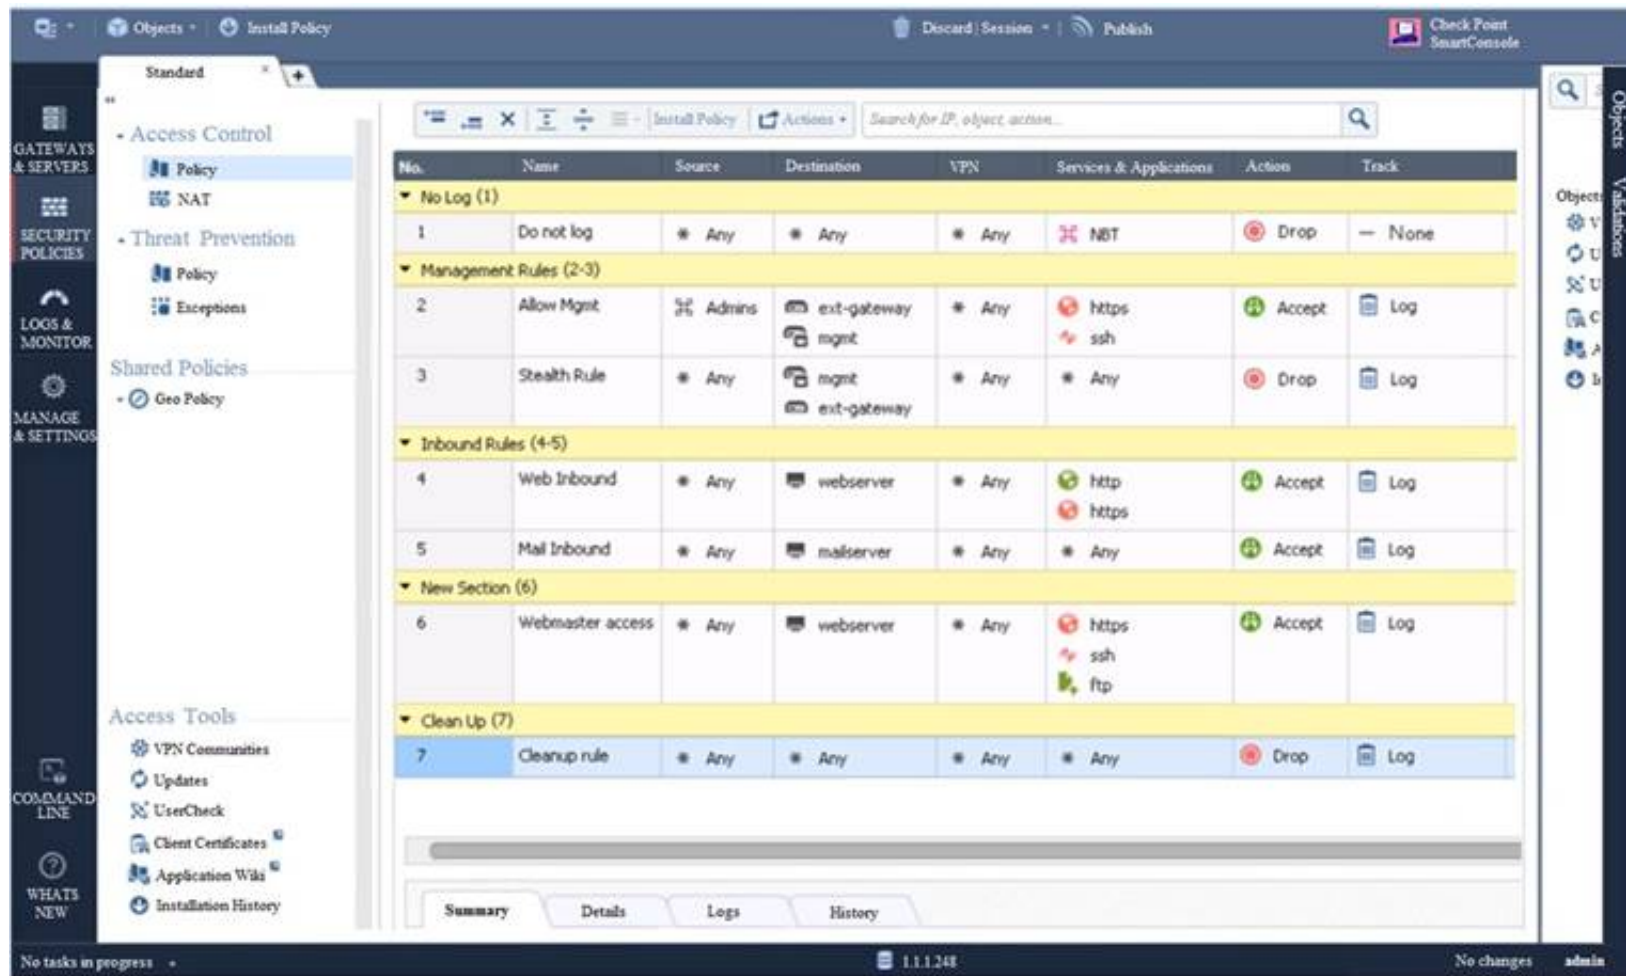 Objects Install Policy Discard Session Publish Check Point
SmartConsole
Standard
GATEWAYS
& SERVERS
SECURITY
POLICIES
LOGS &
MONITOR
MANAGE
& SETTINGS
COMMAND
LINE
WHATS
NEW
Access Control
Policy
NAT
Threat Prevention
Policy
Exceptions
Shared Policies
Geo Policy
Access Tools
VPN Communities
Updates
UserCheck
Client Certificates
Application Wiki
Installation History
Install Policy Actions Search for IP, object, action...
No. Name Source Destination VPN Services & Applications Action Track
No Log (1)
1 Do not log Any Any Any NBT Drop None
Management Rules (2-3)
2 Allow Mgmt Admins ext-gateway Any https Accept Log
mgmt ssh
3 Stealth Rule Any mgmt Any Any Drop Log
ext-gateway
Inbound Rules (4-5)
4 Web Inbound Any webserver Any http Accept Log
https
5 Mail Inbound Any mailserver Any Any Accept Log
New Section (6)
6 Webmaster access Any webserver Any https Accept Log
ssh
ftp
Clean Up (7)
7 Cleanup rule Any Any Any Any Drop Log
Summary Details Logs History
Object
V
U
U
C
A
Objects
Validations
No tasks in progress 1.1.1.248 No changes admin